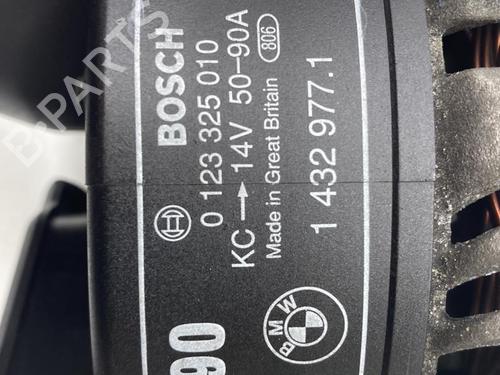 BOSCH
0 123 325 010
KC → 14V 50-90A
Made in Great Britain 806
1 432 977.1
BMW
90
B-PARTS